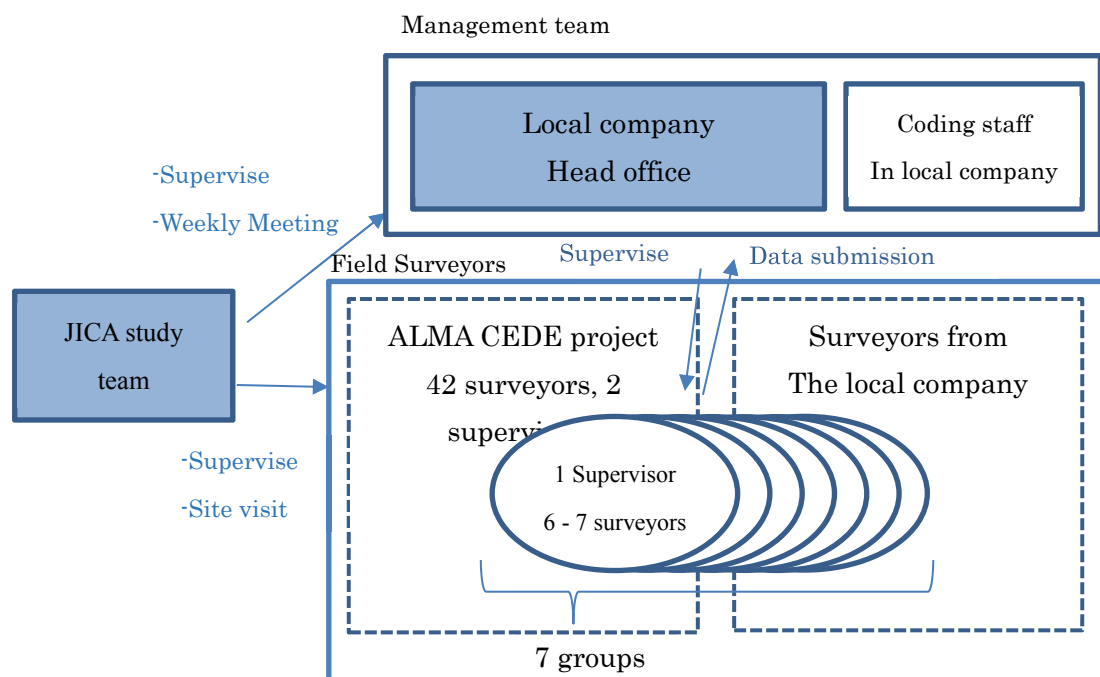 Management team
Local company
Head office
Coding staff
In local company
-Supervise
-Weekly Meeting
Supervise
Data submission
Field Surveyors
JICA study
team
ALMA CEDE project
42 surveyors, 2
Surveyors from
The local company
-Supervise
-Site visit
1 Supervisor
6 - 7 surveyors
7 groups